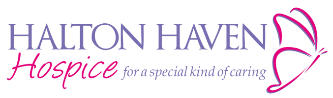 HALTON HAVEN
Hospice for a special kind of caring